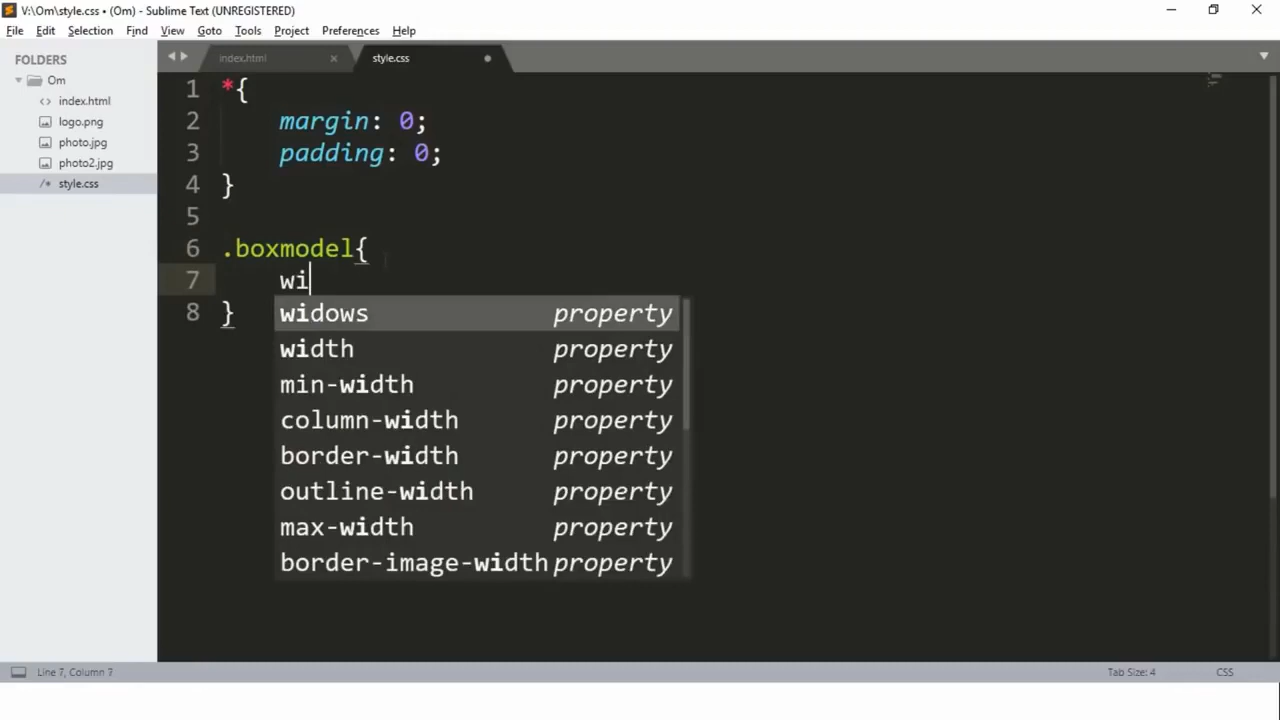 V:\Om\style.css • (Om) - Sublime Text (UNREGISTERED)
File Edit Selection Find View Goto Tools Project Preferences Help
FOLDERS
Om
index.html
logo.png
photo.jpg
photo2.jpg
style.css
index.html
style.css
1 *{
2 margin: 0;
3 padding: 0;
4 }
5
6 .boxmodel{
7 wi
8 }
widows property
width property
min-width property
column-width property
border-width property
outline-width property
max-width property
border-image-width property
Line 7, Column 7
Tab Size: 4
CSS